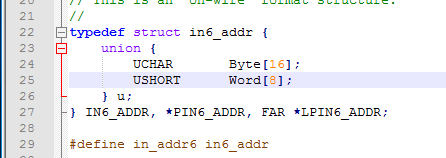 20 // This is an "on-wire" format structure.
21 //
22 typedef struct in6_addr {
23 union {
24 UCHAR Byte[16];
25 USHORT Word[8];
26 } u;
27 } IN6_ADDR, *PIN6_ADDR, FAR *LPIN6_ADDR;
28
29 #define in_addr6 in6_addr